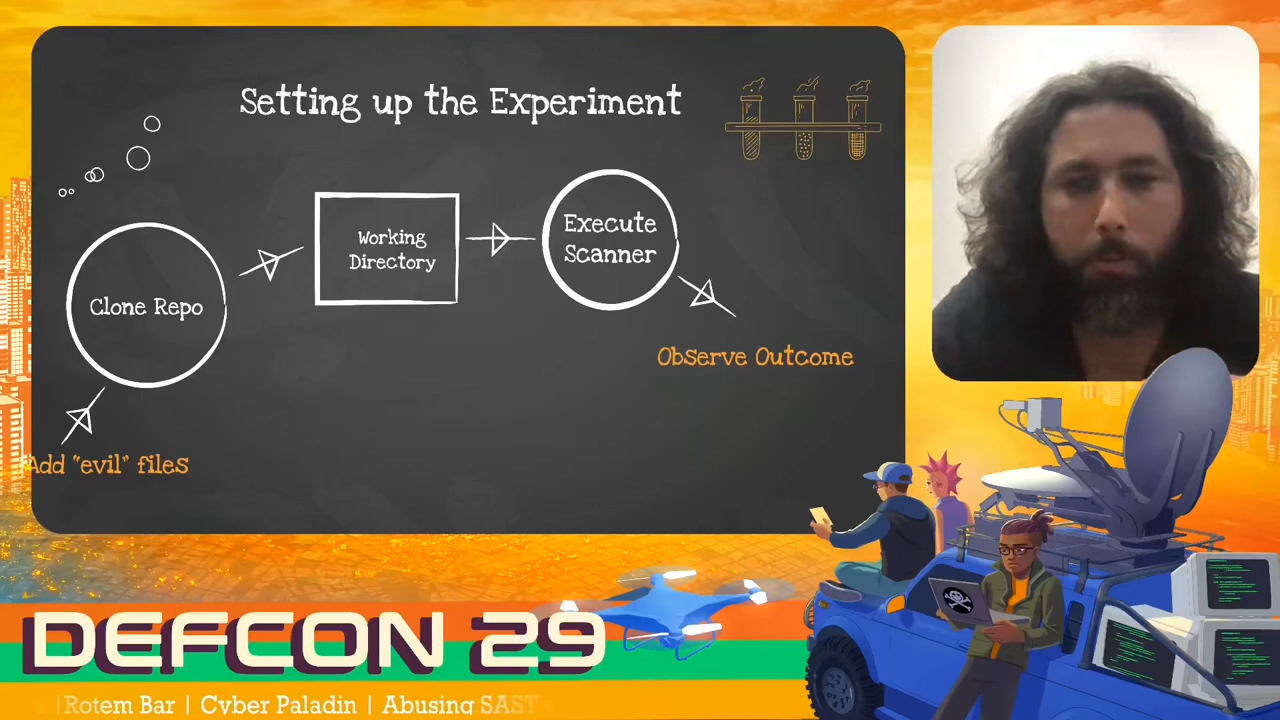 Setting up the Experiment
Clone Repo
Working
Directory
Execute
Scanner
Observe Outcome
Add "evil" files
DEFCON 29
| Rotem Bar | Cyber Paladin | Abusing SAST